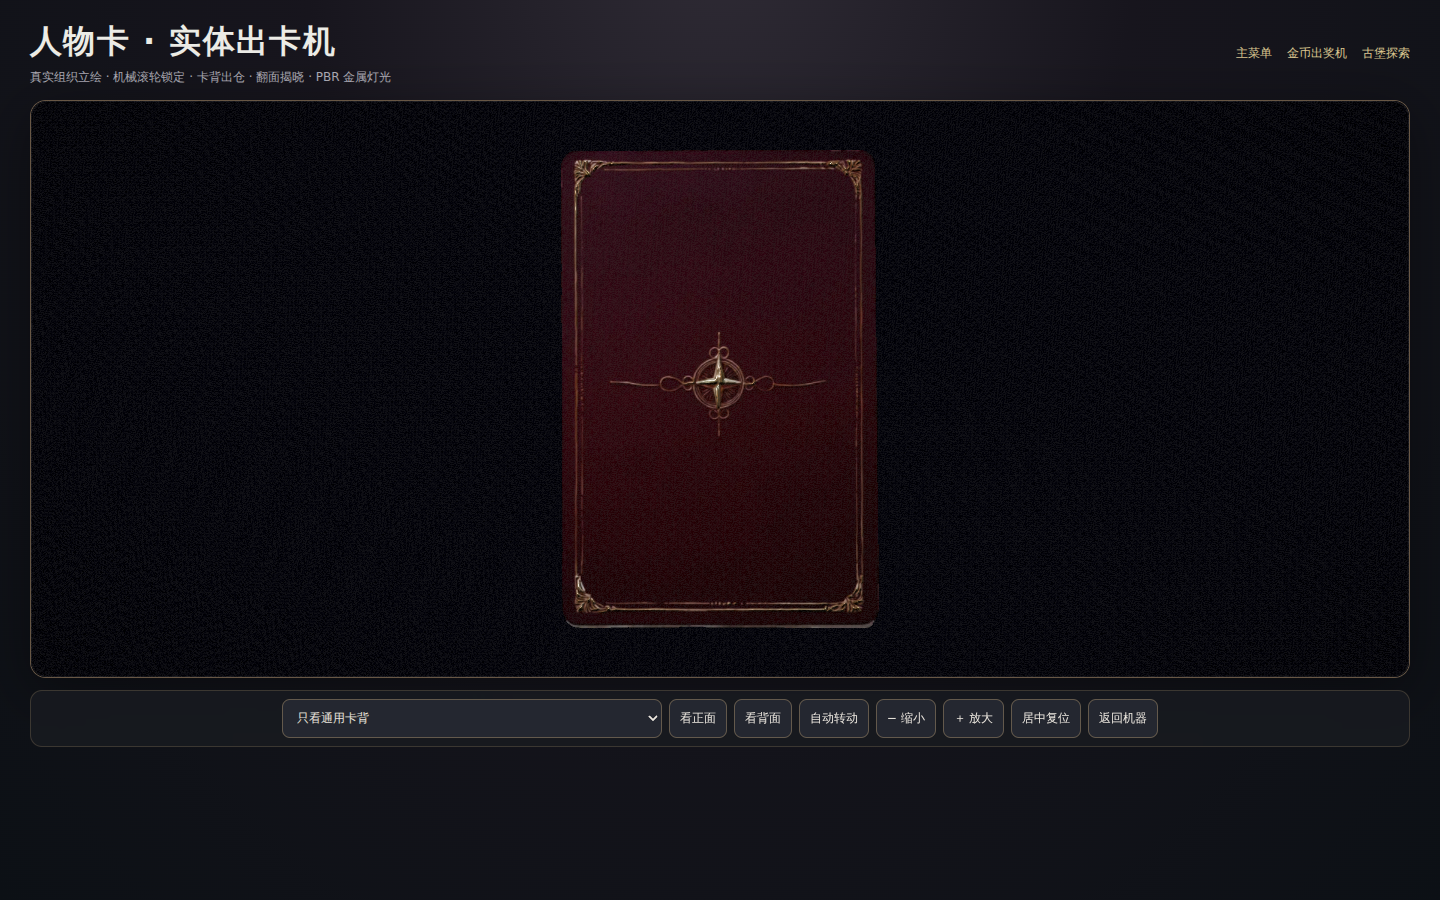 人物卡 · 实体出卡机
真实组织立绘 · 机械滚轮锁定 · 卡背出仓 · 翻面揭晓 · PBR 金属灯光
主菜单 金币出奖机 古堡探索
只看通用卡背 看正面 看背面 自动转动 － 缩小 ＋ 放大 居中复位 返回机器